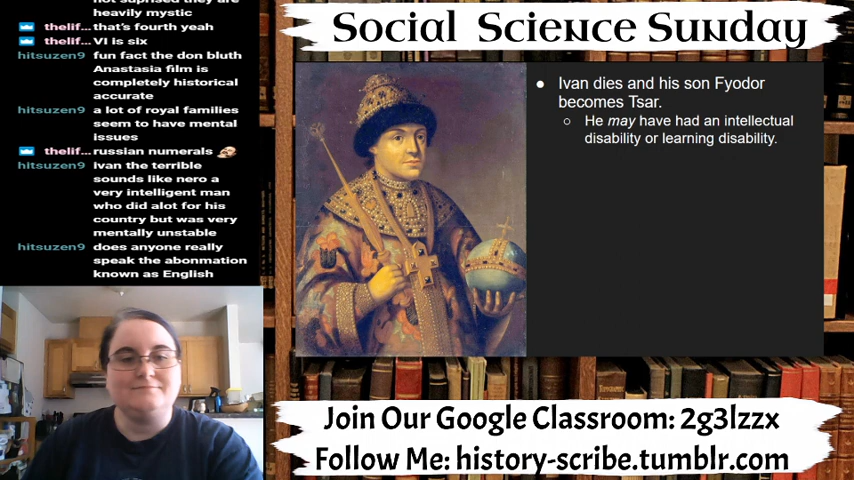 not suprised they are
heavily mystic
thelif... that's fourth yeah
thelif... VI is six
hitsuzen9 fun fact the don bluth
Anastasia film is
completely historical
accurate
hitsuzen9 a lot of royal families
seem to have mental
issues
thelif... russian numerals
hitsuzen9 ivan the terrible
sounds like nero a
very intelligent man
who did alot for his
country but was very
mentally unstable
hitsuzen9 does anyone really
speak the abonmation
known as English
Social Science Sunday
● Ivan dies and his son Fyodor
becomes Tsar.
○ He may have had an intellectual
disability or learning disability.
Join Our Google Classroom: 2g3lzzx
Follow Me: history-scribe.tumblr.com